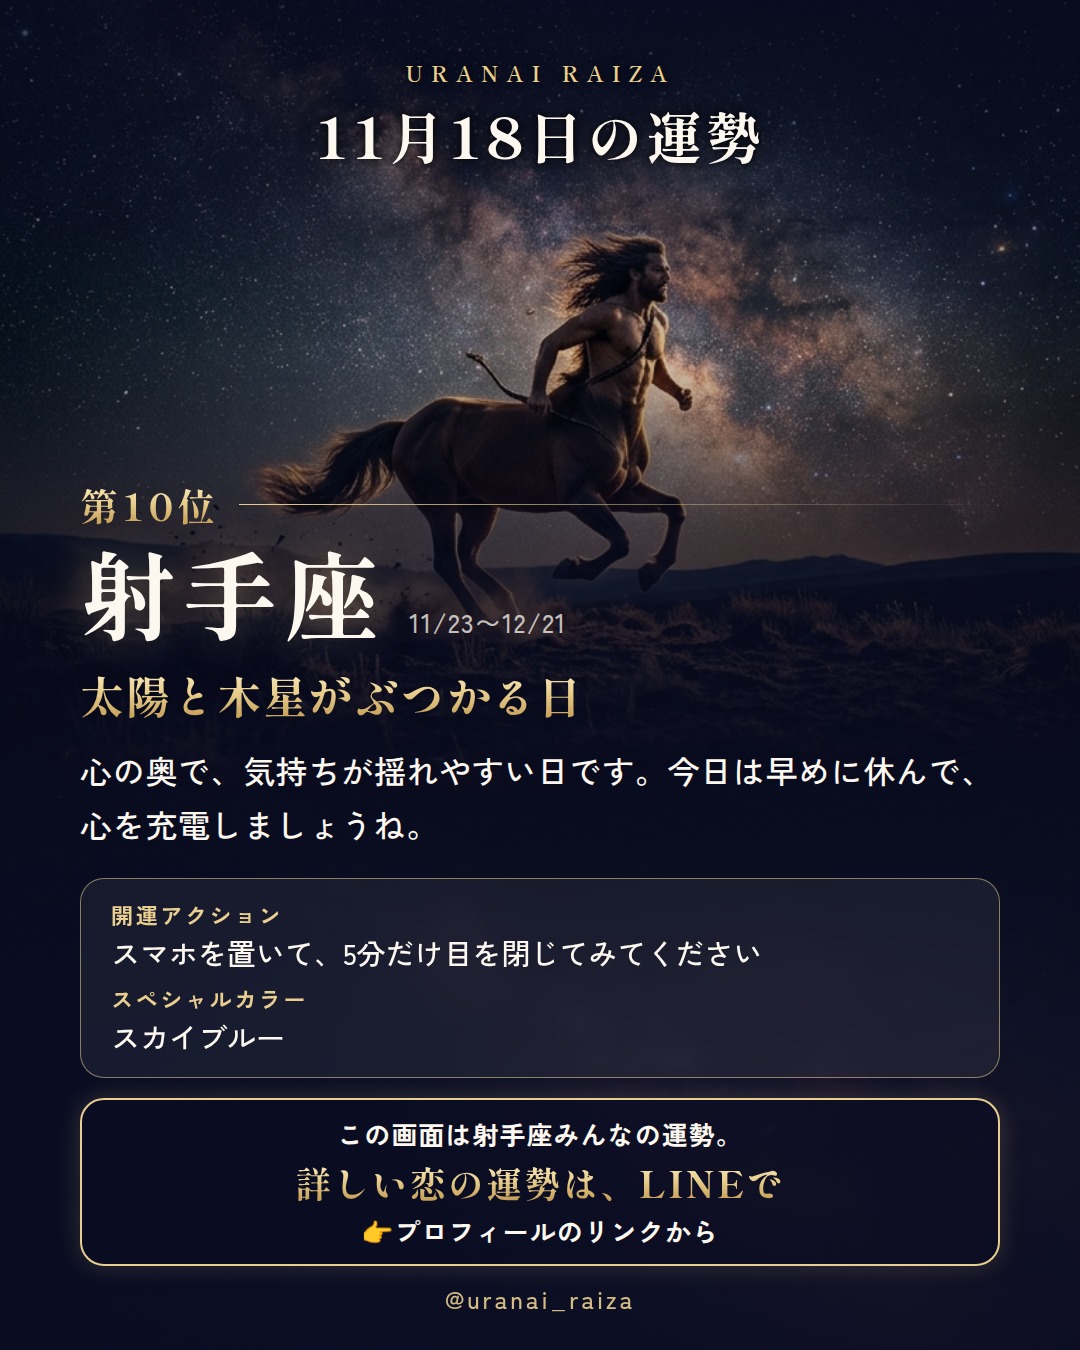 URANAI RAIZA
11月18日の運勢
第10位
射手座 11/23〜12/21
太陽と木星がぶつかる日
心の奥で、気持ちが揺れやすい日です。今日は早めに休んで、
心を充電しましょうね。
開運アクション
スマホを置いて、5分だけ目を閉じてみてください
スペシャルカラー
スカイブルー
この画面は射手座みんなの運勢。
詳しい恋の運勢は、LINEで
👉プロフィールのリンクから
@uranai_raiza